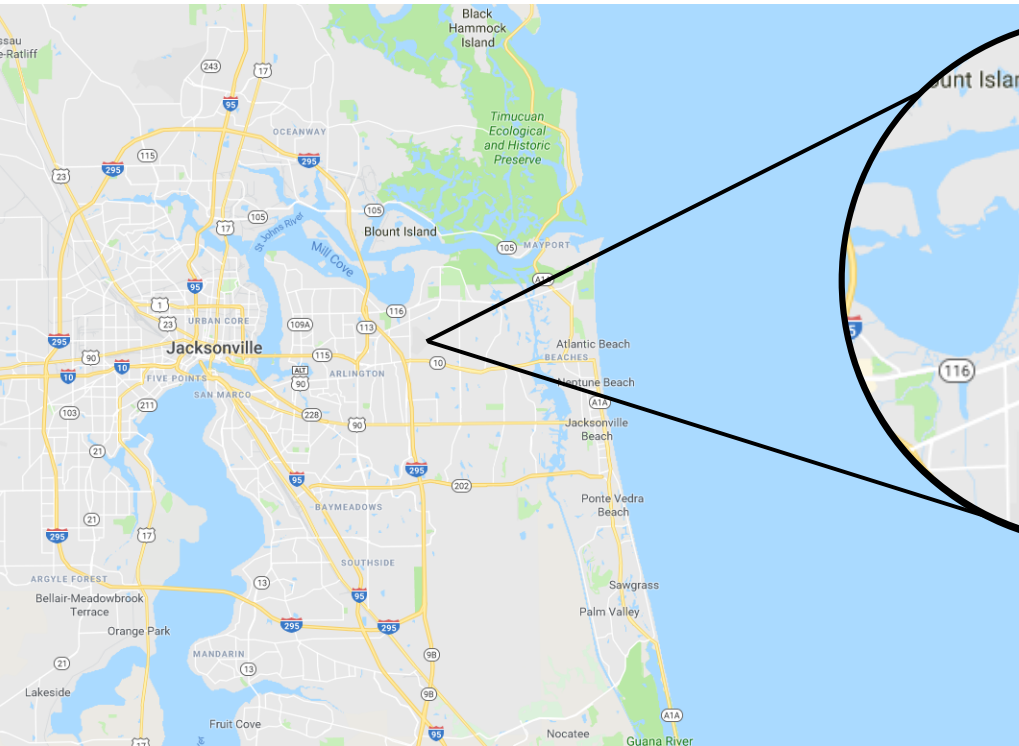 Black
Hammock
Island
ssau
e-Ratliff
243
17
95
Timucuan
Ecological
and Historic
Preserve
OCEANWAY
115
295
295
23
105
105
17
St Johns River
Blount Island
Mill Cove
105
MAYPORT
A1A
95
1
116
23
URBAN CORE
109A
113
295
Jacksonville
90
115
10
Atlantic Beach
BEACHES
10
10
ALT
90
ARLINGTON
FIVE POINTS
Neptune Beach
SAN MARCO
211
A1A
103
228
90
Jacksonville
Beach
21
295
95
202
BAYMEADOWS
Ponte Vedra
Beach
21
295
17
SOUTHSIDE
ARGYLE FOREST
13
Sawgrass
Bellair-Meadowbrook
Terrace
95
Palm Valley
Orange Park
295
295
MANDARIN
9B
21
13
Lakeside
9B
A1A
Fruit Cove
17
95
Nocatee
Guana River
unt Islan
116